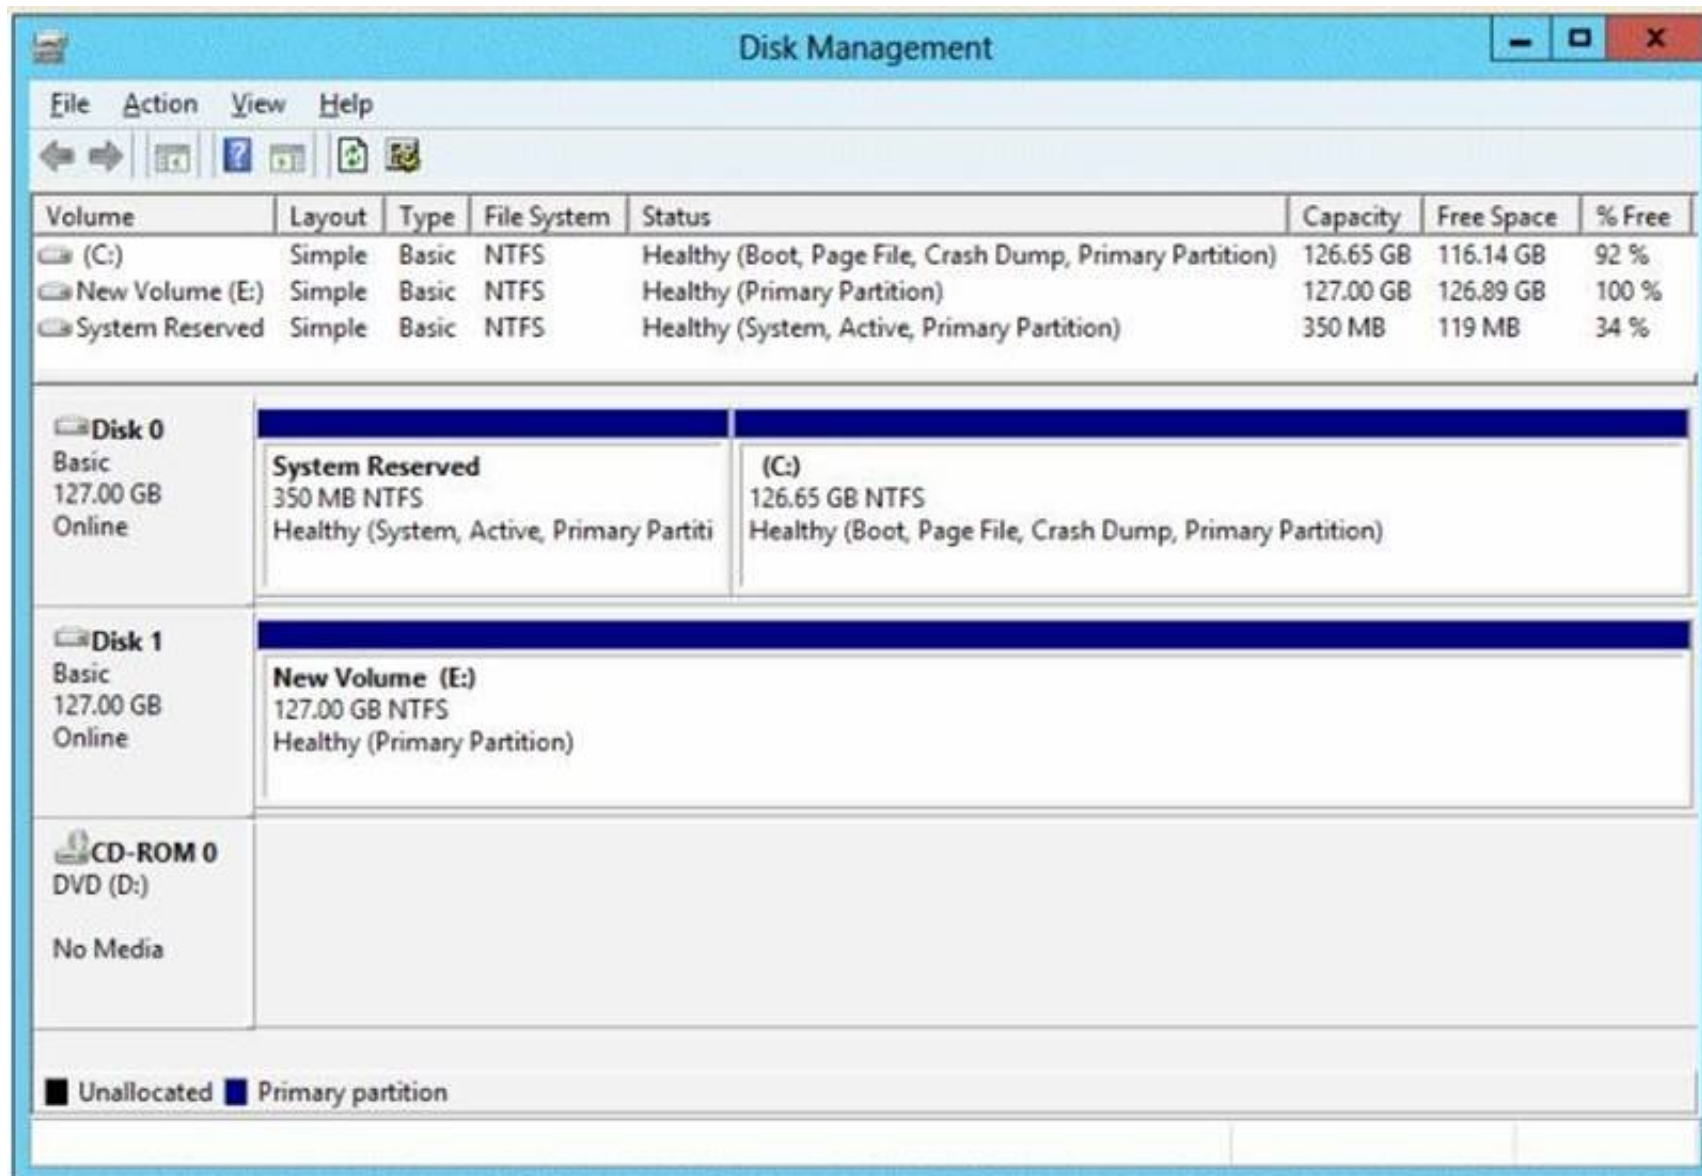 Disk Management
File Action View Help
Volume Layout Type File System Status Capacity Free Space % Free
(C:) Simple Basic NTFS Healthy (Boot, Page File, Crash Dump, Primary Partition) 126.65 GB 116.14 GB 92 %
New Volume (E:) Simple Basic NTFS Healthy (Primary Partition) 127.00 GB 126.89 GB 100 %
System Reserved Simple Basic NTFS Healthy (System, Active, Primary Partition) 350 MB 119 MB 34 %
Disk 0
Basic
127.00 GB
Online
System Reserved
350 MB NTFS
Healthy (System, Active, Primary Partiti
(C:)
126.65 GB NTFS
Healthy (Boot, Page File, Crash Dump, Primary Partition)
Disk 1
Basic
127.00 GB
Online
New Volume (E:)
127.00 GB NTFS
Healthy (Primary Partition)
CD-ROM 0
DVD (D:)
No Media
Unallocated Primary partition